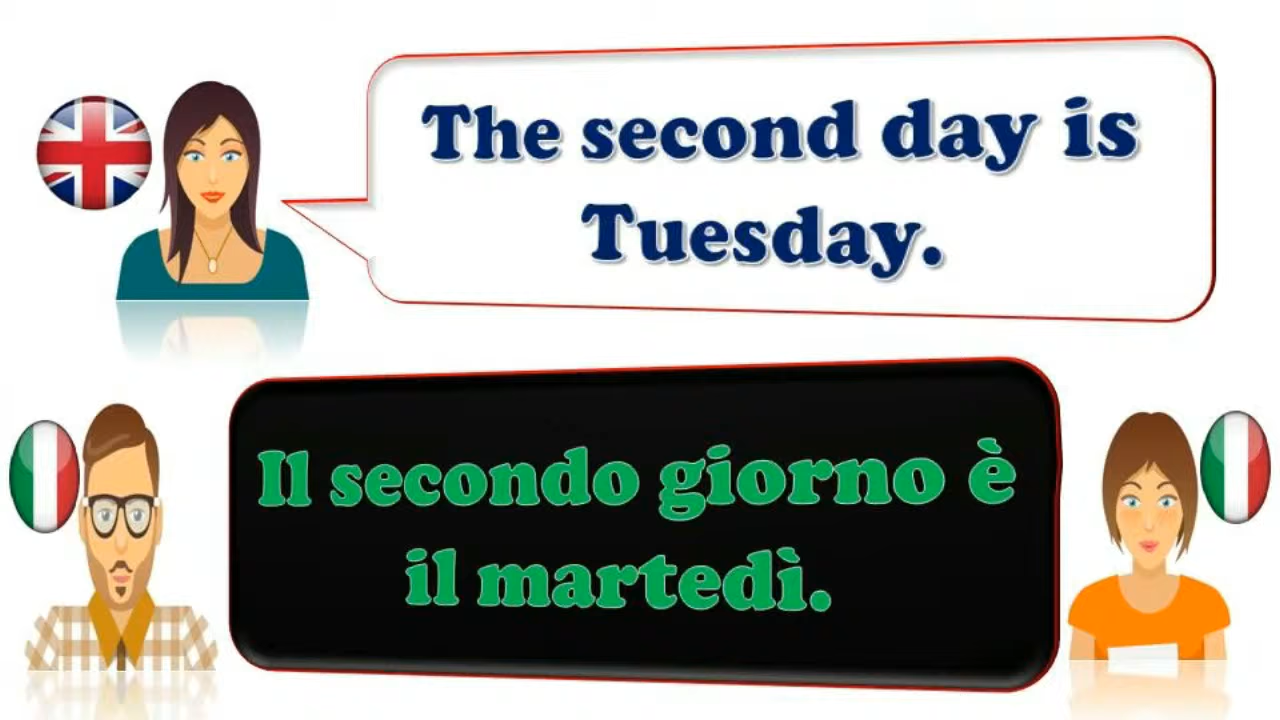 The second day is
Tuesday.
Il secondo giorno è
il martedì.